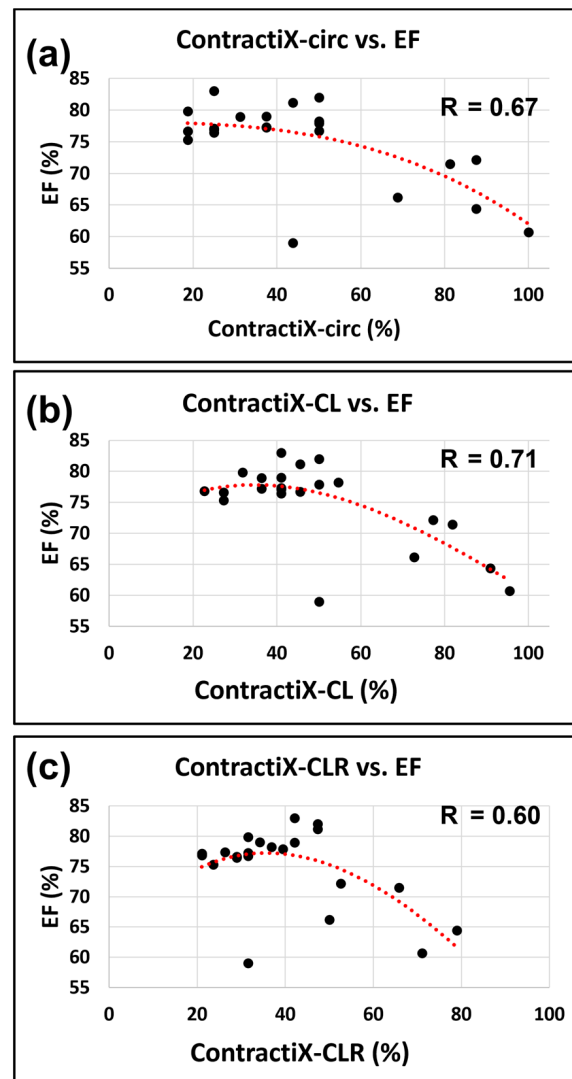 (a)
ContractiX-circ vs. EF
R = 0.67
EF (%)
85
80
75
70
65
60
55
0 20 40 60 80 100
ContractiX-circ (%)
(b)
ContractiX-CL vs. EF
R = 0.71
EF (%)
85
80
75
70
65
60
55
0 20 40 60 80 100
ContractiX-CL (%)
(c)
ContractiX-CLR vs. EF
R = 0.60
EF (%)
85
80
75
70
65
60
55
0 20 40 60 80 100
ContractiX-CLR (%)